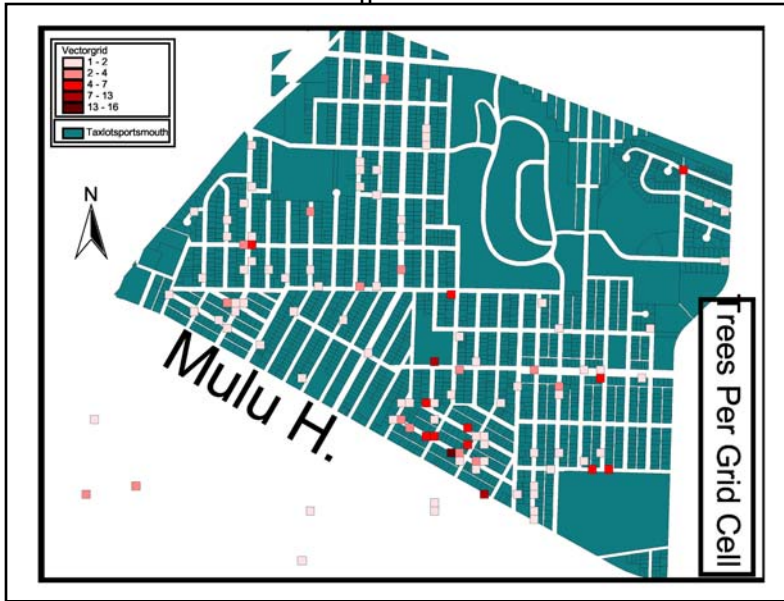 Vectorgrid
1 - 2
2 - 4
4 - 7
7 - 13
13 - 16
Taxlotsportsmouth
N
Mulu H.
Trees Per Grid Cell